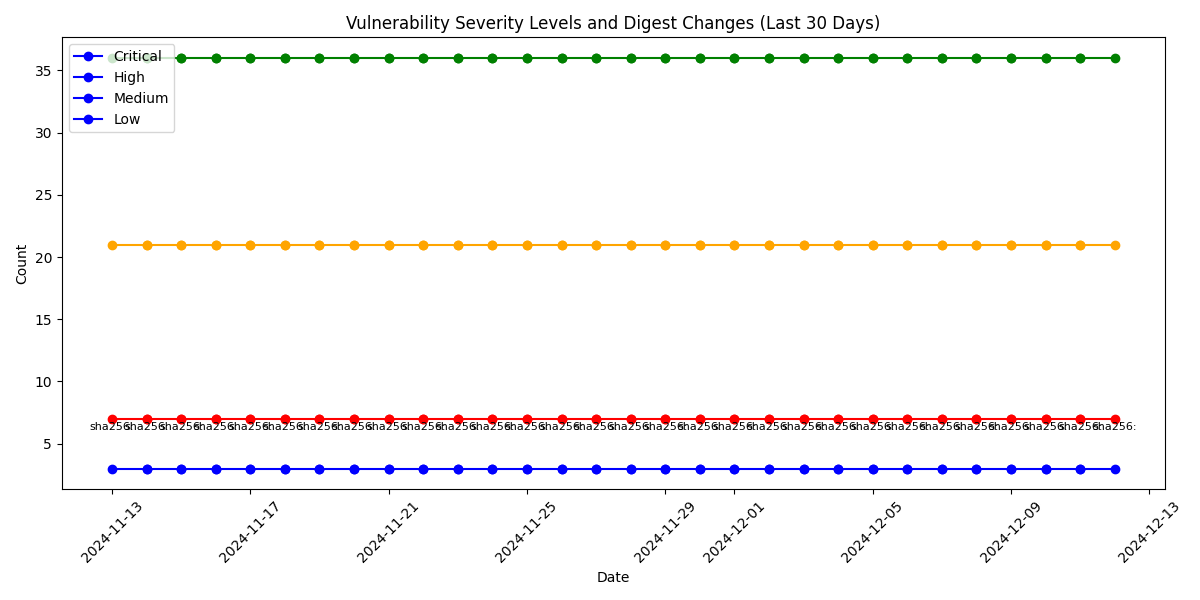 Vulnerability Severity Levels and Digest Changes (Last 30 Days)
Critical
High
Medium
Low
35
30
25
20
15
10
5
Count
sha256: sha256: sha256: sha256: sha256: sha256: sha256: sha256: sha256: sha256: sha256: sha256: sha256: sha256: sha256: sha256: sha256: sha256: sha256: sha256: sha256: sha256: sha256: sha256: sha256: sha256: sha256: sha256: sha256: sha256:
2024-11-13
2024-11-17
2024-11-21
2024-11-25
2024-11-29
2024-12-01
2024-12-05
2024-12-09
2024-12-13
Date